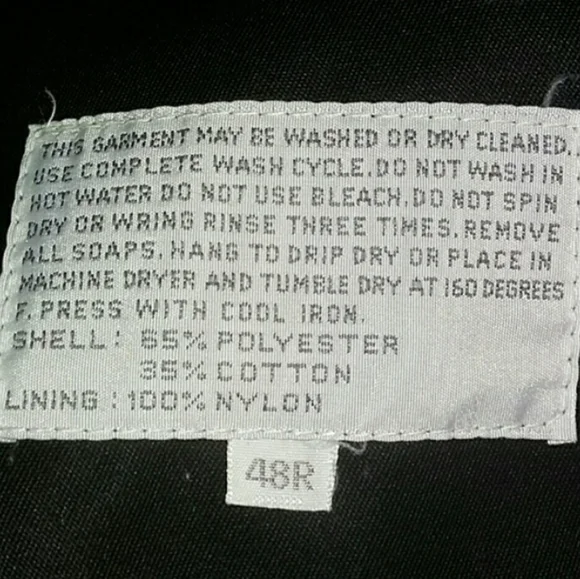 THIS GARMENT MAY BE WASHED OR DRY CLEANED.
USE COMPLETE WASH CYCLE.DO NOT WASH IN
HOT WATER DO NOT USE BLEACH.DO NOT SPIN
DRY OR WRING RINSE THREE TIMES.REMOVE
ALL SOAPS. HANG TO DRIP DRY OR PLACE IN
MACHINE DRYER AND TUMBLE DRY AT 160 DEGREES
F. PRESS WITH COOL IRON.
SHELL: 65% POLYESTER
35% COTTON
LINING : 100% NYLON
48R